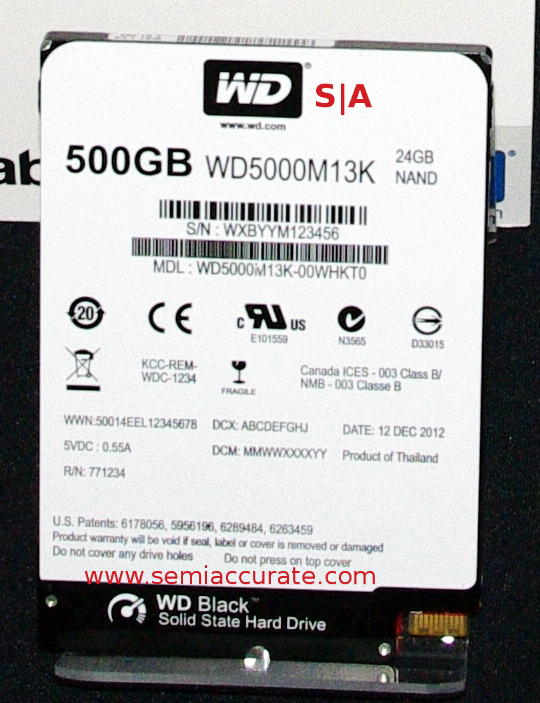 WD® S|A
www.wd.com
500GB WD5000M13K 24GB NAND
S/N : WXBYYM123456
MDL : WD5000M13K-00WHKT0
20 CE c RU US
E101559 N3565 D33015
KCC-REM-
WDC-1234
FRAGILE
Canada ICES - 003 Class B/
NMB - 003 Classe B
WWN:50014EEL12345678 DCX: ABCDEFGHJ DATE: 12 DEC 2012
5VDC : 0.55A DCM: MMWWXXXXYY Product of Thailand
R/N: 771234
U.S. Patents: 6178056, 5956196, 6289484, 6263459
Product warranty will be void if seal, label or cover is removed or damaged
Do not cover any drive holes Do not press on top cover
www.semiaccurate.com
WD Black™
Solid State Hard Drive